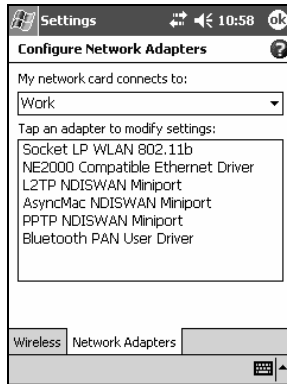 Settings 10:58 ok
Configure Network Adapters ?
My network card connects to:
Work
Tap an adapter to modify settings:
Socket LP WLAN 802.11b
NE2000 Compatible Ethernet Driver
L2TP NDISWAN Miniport
AsyncMac NDISWAN Miniport
PPTP NDISWAN Miniport
Bluetooth PAN User Driver
Wireless Network Adapters